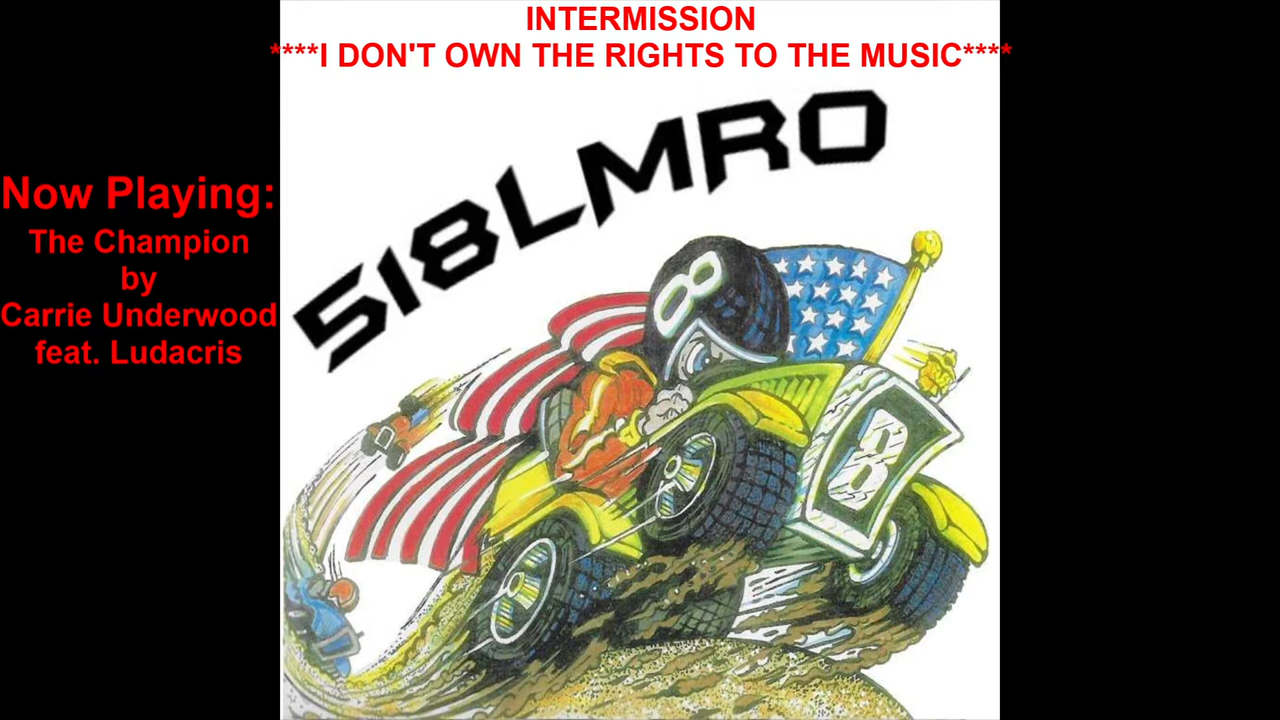 INTERMISSION
****I DON'T OWN THE RIGHTS TO THE MUSIC****
518LMRO
Now Playing:
The Champion
by
Carrie Underwood
feat. Ludacris
8
8